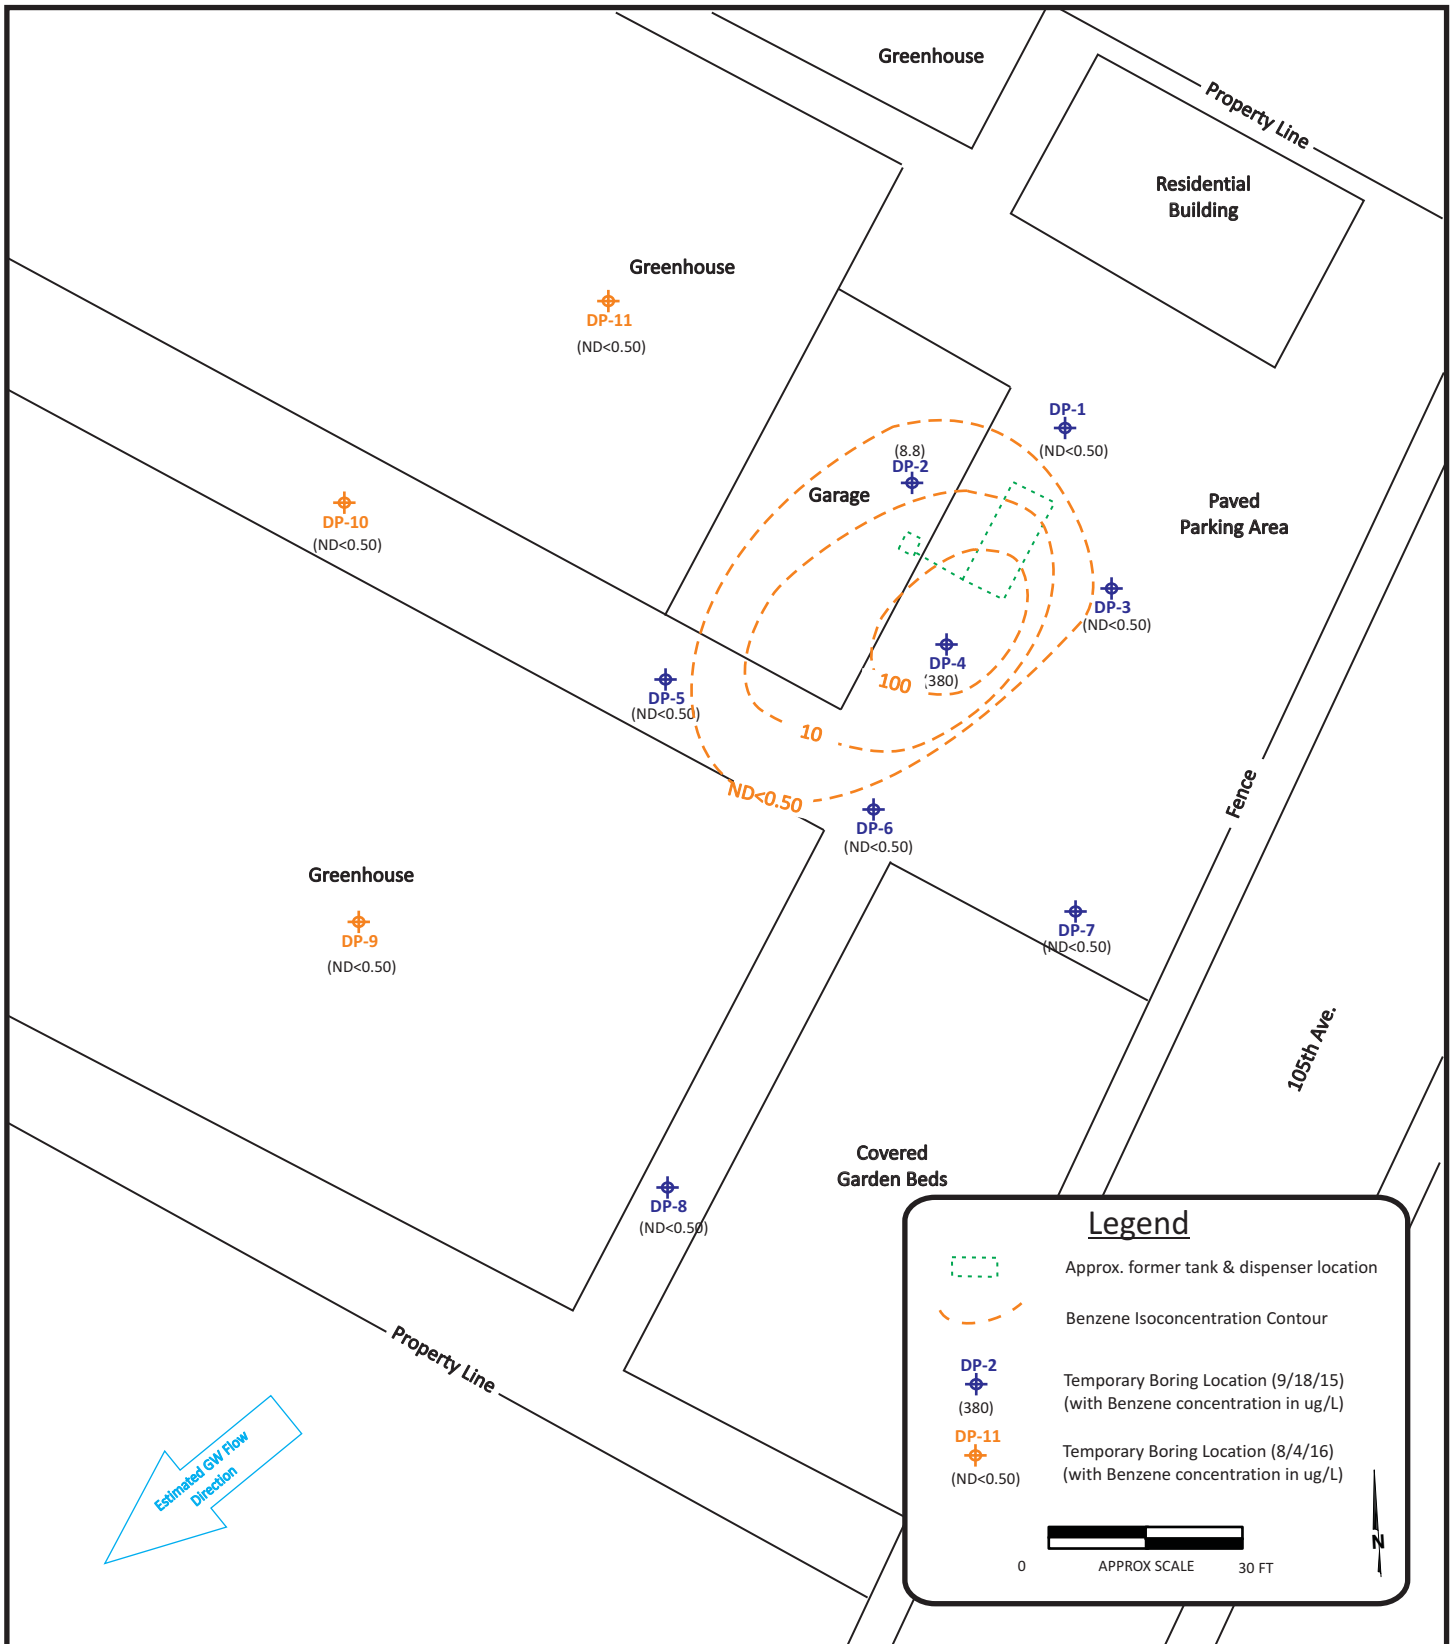 Greenhouse
Property Line
Residential
Building
Greenhouse
DP-11
(ND<0.50)
DP-1
(ND<0.50)
(8.8)
DP-2
Garage
Paved
Parking Area
DP-10
(ND<0.50)
DP-3
(ND<0.50)
DP-4
(380)
100
DP-5
(ND<0.50)
10
ND<0.50
Fence
DP-6
(ND<0.50)
Greenhouse
DP-9
(ND<0.50)
DP-7
(ND<0.50)
105th Ave.
Covered
Garden Beds
DP-8
(ND<0.50)
Property Line
Estimated GW Flow
Direction
Legend
Approx. former tank & dispenser location
Benzene Isoconcentration Contour
DP-2
(380)
Temporary Boring Location (9/18/15)
(with Benzene concentration in ug/L)
DP-11
(ND<0.50)
Temporary Boring Location (8/4/16)
(with Benzene concentration in ug/L)
N
0 APPROX SCALE 30 FT